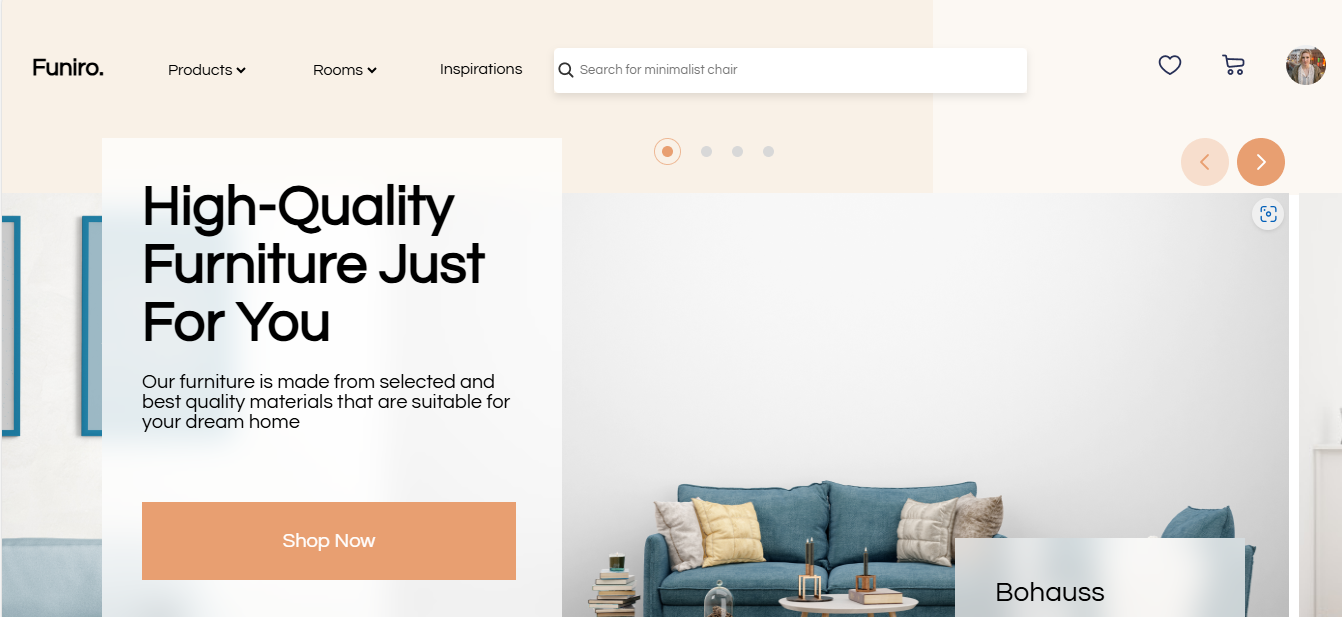 Funiro.
Products
Rooms
Inspirations
Search for minimalist chair
High-Quality
Furniture Just
For You
Our furniture is made from selected and
best quality materials that are suitable for
your dream home
Shop Now
Bohauss